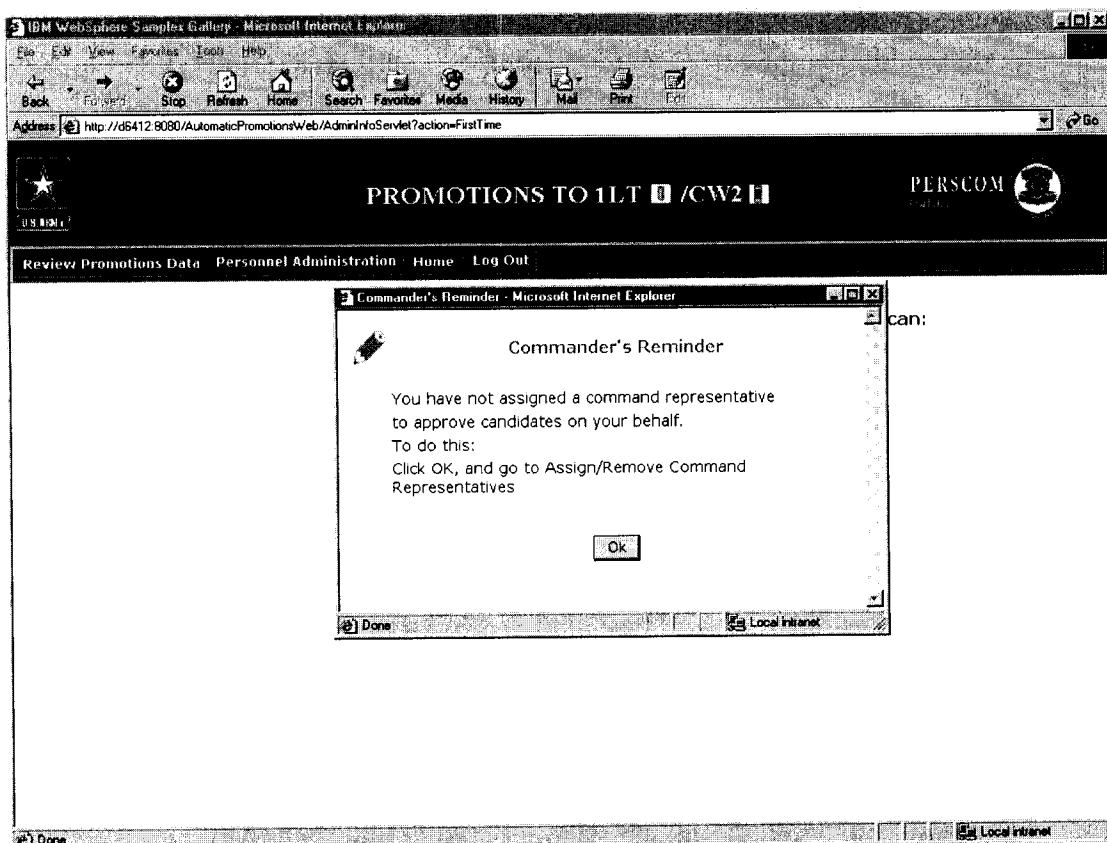 IBM WebSphere Samples Gallery - Microsoft Internet Explorer
File Edit View Favorites Tools Help
Back Forward Stop Refresh Home Search Favorites Media History Mail Print Edit
Address http://d6412:8080/AutomaticPromotionsWeb/AdminInfoServlet?action=FirstTime Go
U.S. ARMY
PROMOTIONS TO 1LT /CW2
PERSCOM
Review Promotions Data Personnel Administration Home Log Out
Commander's Reminder - Microsoft Internet Explorer
can:
Commander's Reminder
You have not assigned a command representative
to approve candidates on your behalf.
To do this:
Click OK, and go to Assign/Remove Command
Representatives
Ok
Done Local intranet
Done Local intranet